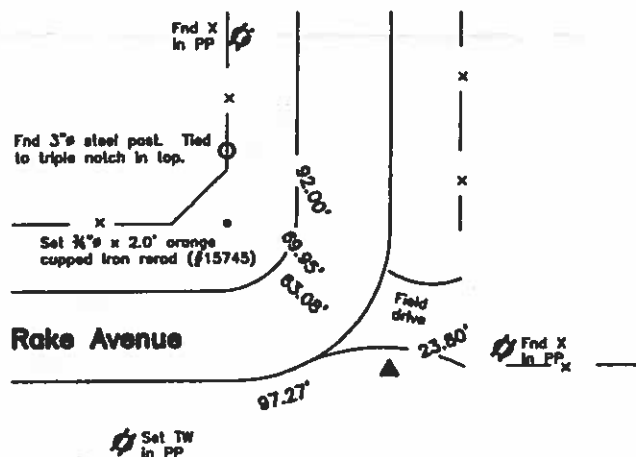 Fnd X
in PP
Fnd 3"ø steel post. Tied
to triple notch in top.
92.00'
Set ¾"ø x 2.0' orange
capped iron rerod (#15745)
69.95'
63.08'
Field
drive
Rake Avenue
23.80'
Fnd X
in PP
97.27'
Set TW
in PP